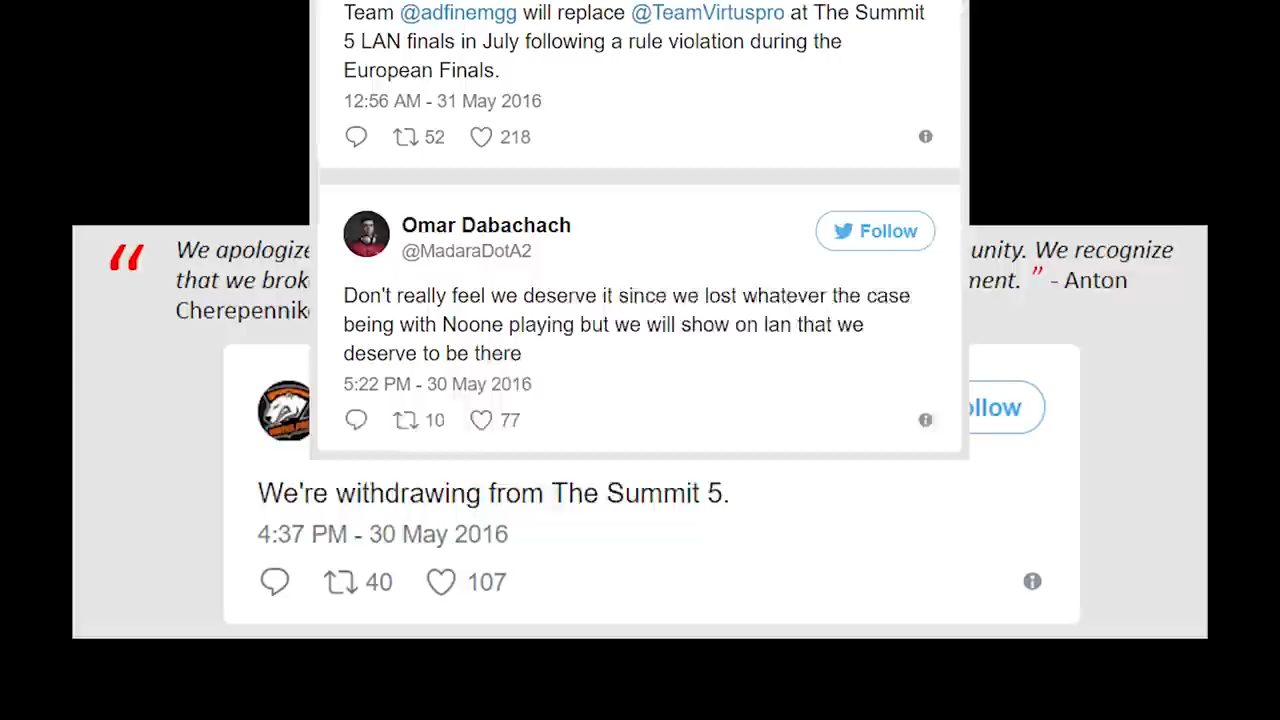 Team @adfinemgg will replace @TeamVirtuspro at The Summit
5 LAN finals in July following a rule violation during the
European Finals.
12:56 AM - 31 May 2016
52 218
Omar Dabachach
@MadaraDotA2
Follow
Don't really feel we deserve it since we lost whatever the case
being with Noone playing but we will show on lan that we
deserve to be there
5:22 PM - 30 May 2016
10 77
“ We apologize unity. We recognize
that we brok ment. ” - Anton
Cherepennik
ollow
We're withdrawing from The Summit 5.
4:37 PM - 30 May 2016
40 107